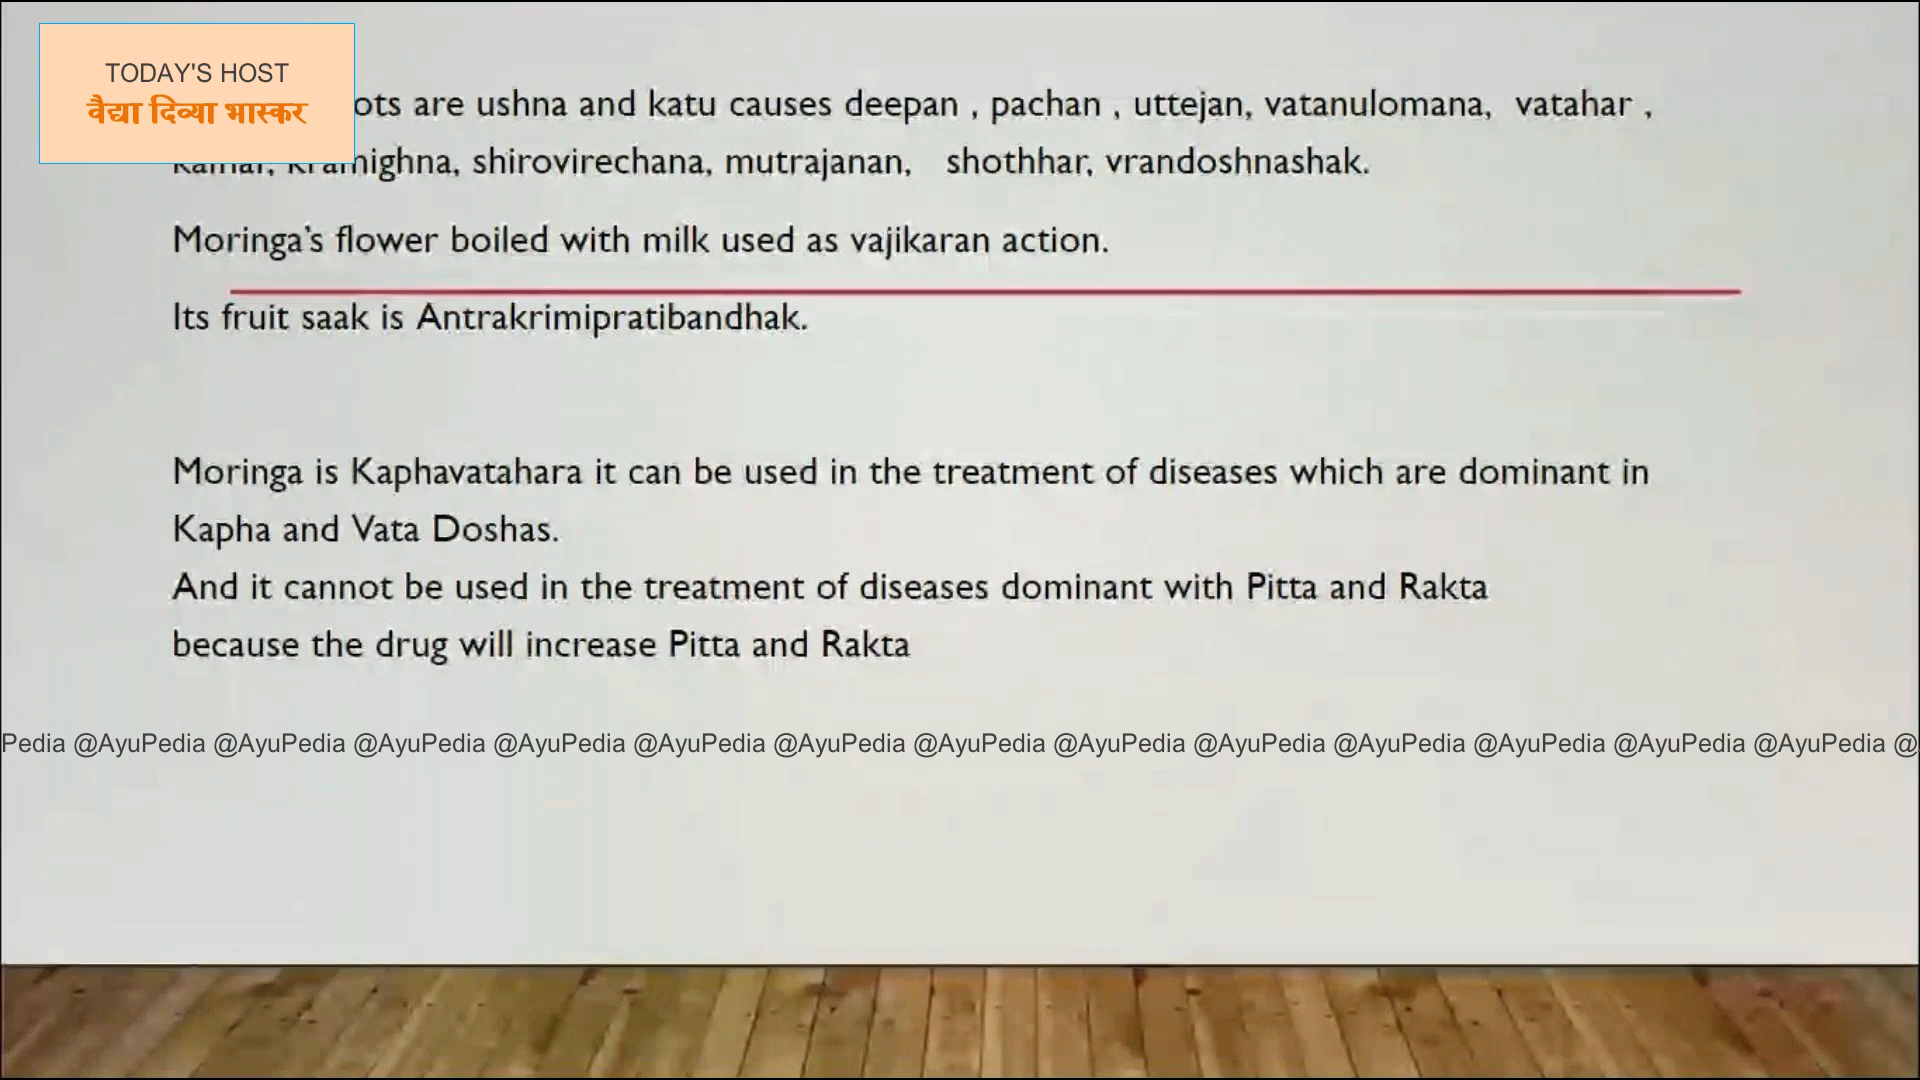 TODAY'S HOST
वैद्या दिव्या भास्कर
are ushna and katu causes deepan , pachan , uttejan, vatanulomana, vatahar ,
shirovirechana, mutrajanan, shothhar, vrandoshnashak.
Moringa's flower boiled with milk used as vajikaran action.
Its fruit saak is Antrakrimipratibandhak.
Moringa is Kaphavatahara it can be used in the treatment of diseases which are dominant in
Kapha and Vata Doshas.
And it cannot be used in the treatment of diseases dominant with Pitta and Rakta
because the drug will increase Pitta and Rakta
Pedia @AyuPedia @AyuPedia @AyuPedia @AyuPedia @AyuPedia @AyuPedia @AyuPedia @AyuPedia @AyuPedia @AyuPedia @AyuPedia @AyuPedia @AyuPedia @